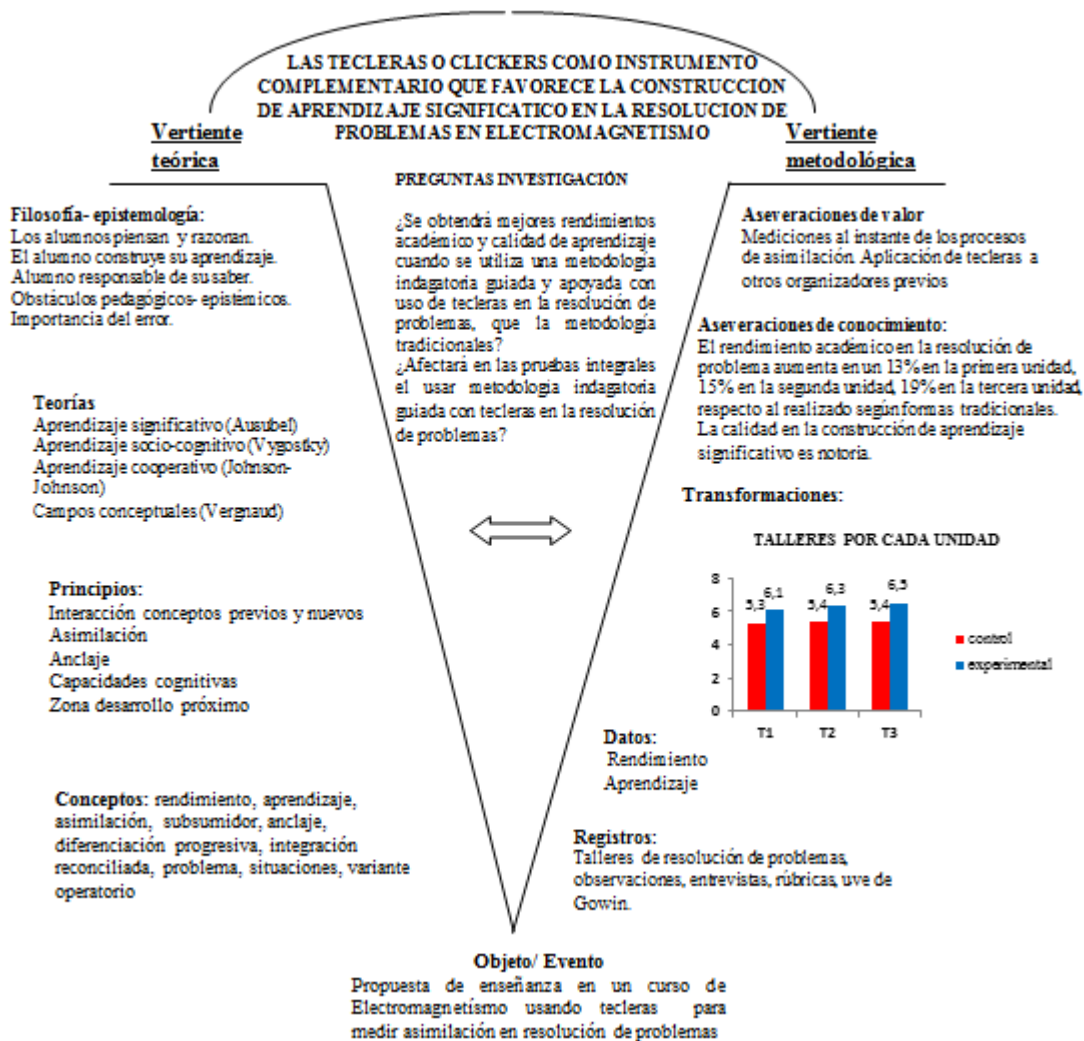 LAS TECLERAS O CLICKERS COMO INSTRUMENTO
COMPLEMENTARIO QUE FAVORECE LA CONSTRUCCIÓN
DE APRENDIZAJE SIGNIFICATICO EN LA RESOLUCION DE
PROBLEMAS EN ELECTROMAGNETISMO
Vertiente
teórica
Filosofía- epistemología:
Los alumnos piensan y razonan.
El alumno construye su aprendizaje.
Alumno responsable de su saber.
Obstáculos pedagógicos- epistémicos.
Importancia del error.
Teorías
Aprendizaje significativo (Ausubel)
Aprendizaje socio-cognitivo (Vygostky)
Aprendizaje cooperativo (Johnson-
Johnson)
Campos conceptuales (Vergnaud)
Principios:
Interacción conceptos previos y nuevos
Asimilación
Anclaje
Capacidades cognitivas
Zona desarrollo próximo
Conceptos: rendimiento, aprendizaje,
asimilación, subsumidor, anclaje,
diferenciación progresiva, integración
reconciliada, problema, situaciones, variante
operatorio
PREGUNTAS INVESTIGACIÓN
¿Se obtendrá mejores rendimientos
académico y calidad de aprendizaje
cuando se utiliza una metodología
indagatoria guiada y apoyada con
uso de tecleras en la resolución de
problemas, que la metodología
tradicionales?
¿Afectará en las pruebas integrales
el usar metodología indagatoria
guiada con tecleras en la resolución
de problemas?
Vertiente
metodológica
Aseveraciones de valor
Mediciones al instante de los procesos
de asimilación. Aplicación de tecleras a
otros organizadores previos
Aseveraciones de conocimiento:
El rendimiento académico en la resolución de
problema aumenta en un 13% en la primera unidad,
15% en la segunda unidad, 19% en la tercera unidad,
respecto al realizado según formas tradicionales.
La calidad en la construcción de aprendizaje
significativo es notoria.
Transformaciones:
TALLERES POR CADA UNIDAD
8
6
4
2
0
5,3
6,1
5,4
6,3
5,4
6,5
T1
T2
T3
control
experimental
Datos:
Rendimiento
Aprendizaje
Registros:
Talleres de resolución de problemas,
observaciones, entrevistas, rúbricas, uve de
Gowin.
Objeto/ Evento
Propuesta de enseñanza en un curso de
Electromagnetismo usando tecleras para
medir asimilación en resolución de problemas